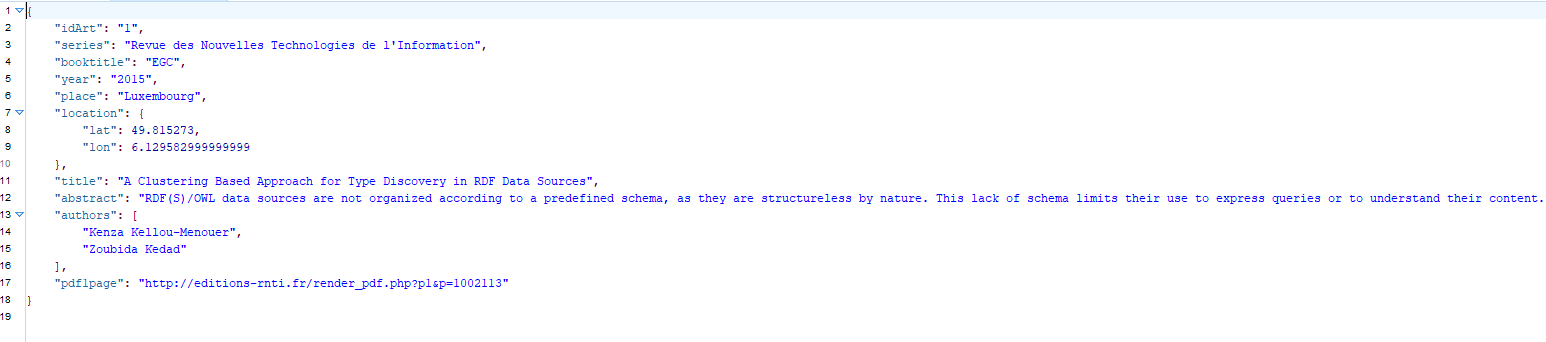 1 {
2 "idArt": "1",
3 "series": "Revue des Nouvelles Technologies de l'Information",
4 "booktitle": "EGC",
5 "year": "2015",
6 "place": "Luxembourg",
7 "location": {
8 "lat": 49.815273,
9 "lon": 6.129582999999999
10 },
11 "title": "A Clustering Based Approach for Type Discovery in RDF Data Sources",
12 "abstract": "RDF(S)/OWL data sources are not organized according to a predefined schema, as they are structureless by nature. This lack of schema limits their use to express queries or to understand their content.
13 "authors": [
14 "Kenza Kellou-Menouer",
15 "Zoubida Kedad"
16 ],
17 "pdf1page": "http://editions-rnti.fr/render_pdf.php?p1&p=1002113"
18 }
19